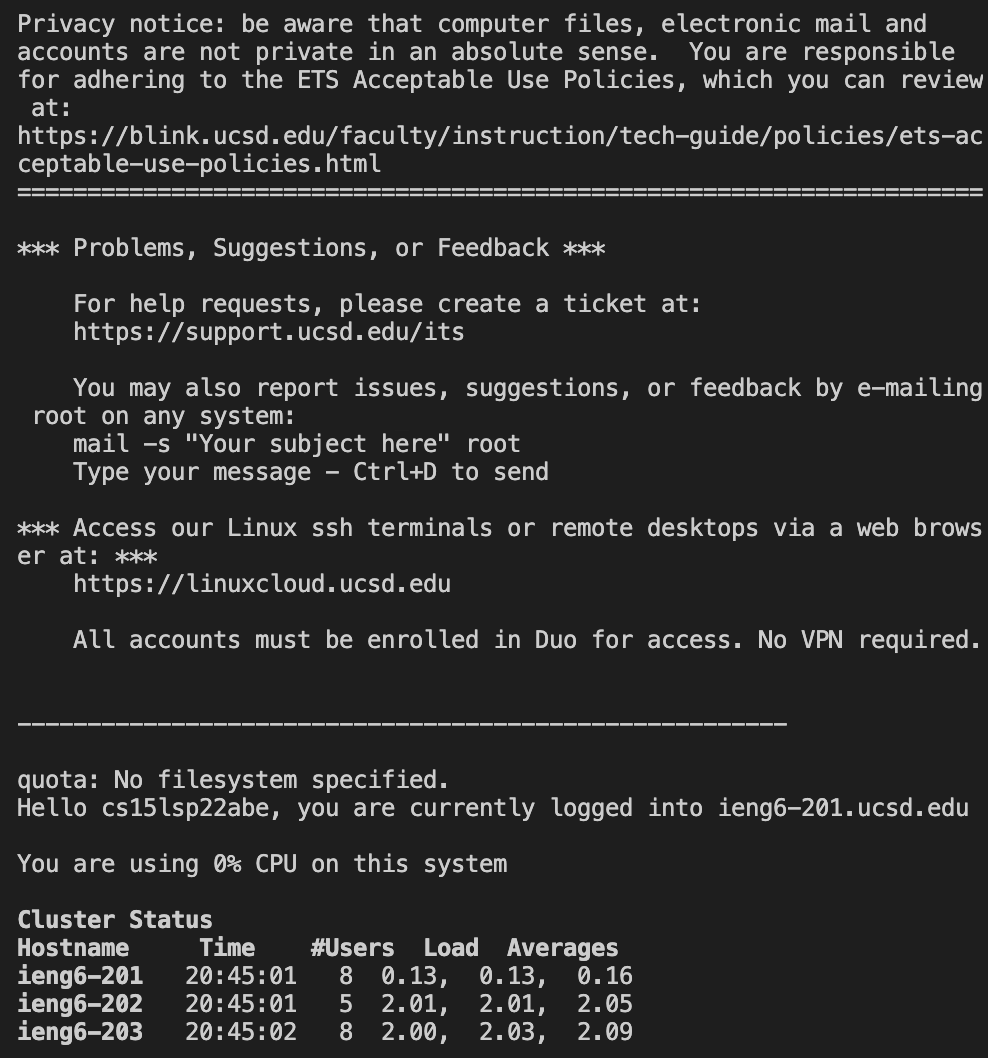 Privacy notice: be aware that computer files, electronic mail and
accounts are not private in an absolute sense.  You are responsible
for adhering to the ETS Acceptable Use Policies, which you can review
 at:
https://blink.ucsd.edu/faculty/instruction/tech-guide/policies/ets-ac
ceptable-use-policies.html
=====================================================================
*** Problems, Suggestions, or Feedback ***
    For help requests, please create a ticket at:
    https://support.ucsd.edu/its
    You may also report issues, suggestions, or feedback by e-mailing
 root on any system:
    mail -s "Your subject here" root
    Type your message - Ctrl+D to send
*** Access our Linux ssh terminals or remote desktops via a web brows
er at: ***
    https://linuxcloud.ucsd.edu
    All accounts must be enrolled in Duo for access. No VPN required.
-------------------------------------------------------
quota: No filesystem specified.
Hello cs15lsp22abe, you are currently logged into ieng6-201.ucsd.edu
You are using 0% CPU on this system
Cluster Status
Hostname     Time    #Users  Load  Averages
ieng6-201   20:45:01   8  0.13,  0.13,  0.16
ieng6-202   20:45:01   5  2.01,  2.01,  2.05
ieng6-203   20:45:02   8  2.00,  2.03,  2.09